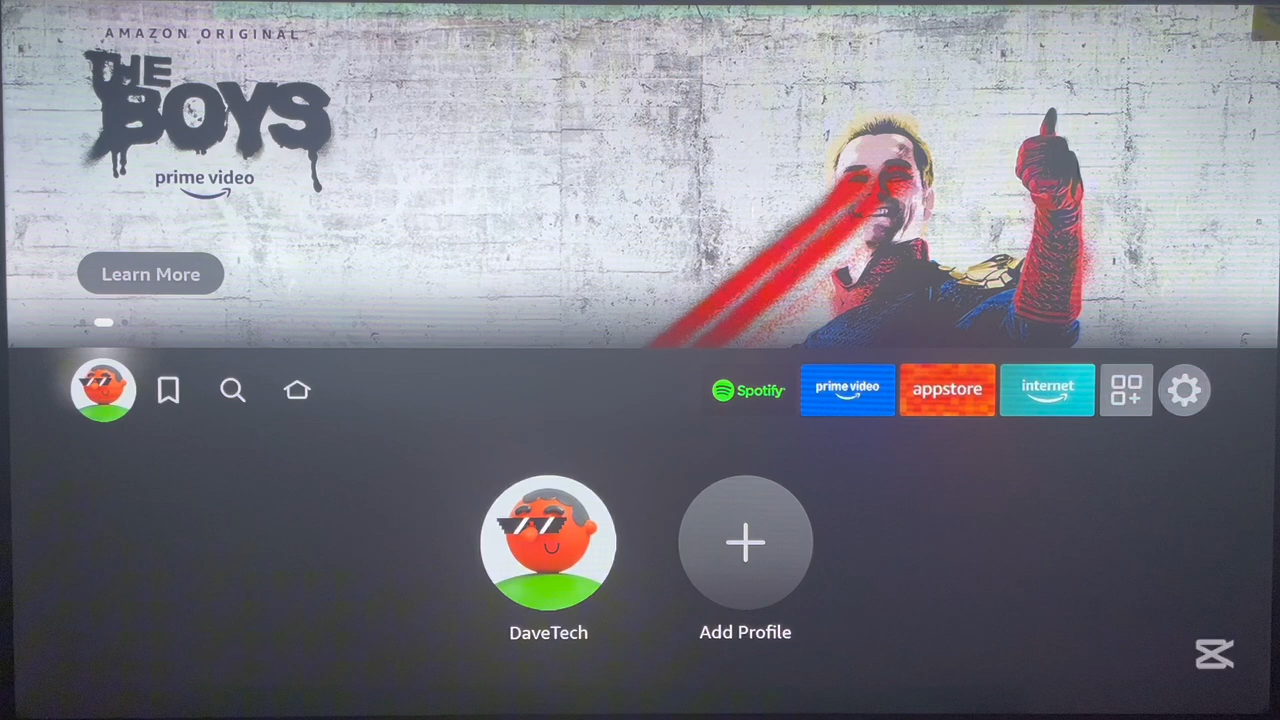 AMAZON ORIGINAL
THE
BOYS
prime video
Learn More
Spotify
prime video
appstore
internet
DaveTech
Add Profile